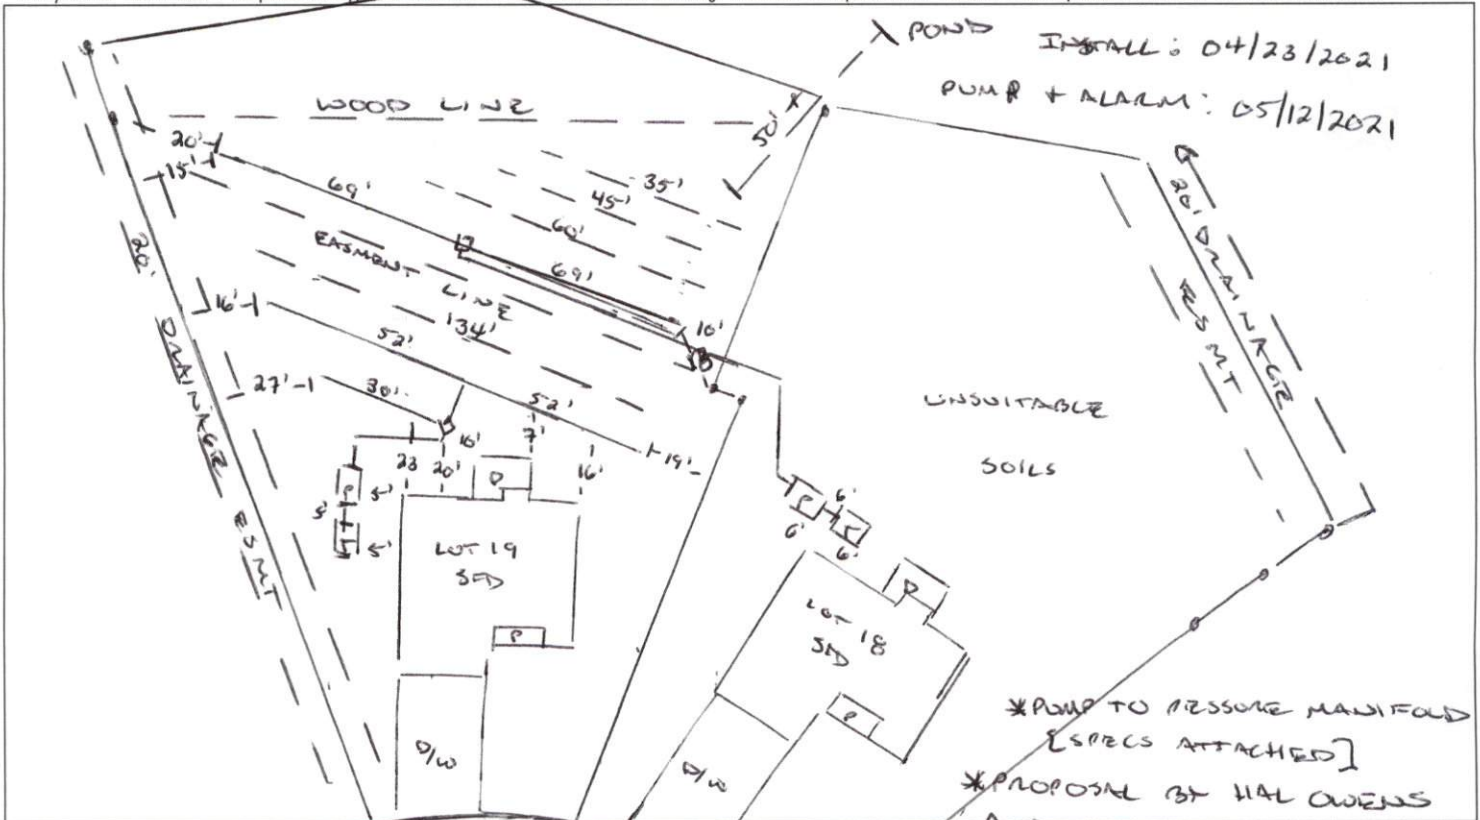 POND
INSTALL: 04/23/2021
PUMP + ALARM: 05/12/2021
WOOD LINE
50'
20'
15'
69'
35'
45'
60'
69'
EASMENT LINE
134'
10'
20' DRAINAGE ESMT
16'
52'
27'
30'
52'
10'
7'
16'
19'
23
20'
D
P
5'
5'
T
5'
LOT 19
SFD
P
D/W
UNSUITABLE
SOILS
20' DRAINAGE
ESMT
P
6'
6'
T
6'
D
LOT 18
SFD
P
D/W
*PUMP TO PRESSURE MANIFOLD
[SPECS ATTACHED]
*PROPOSAL BY HAL OWENS